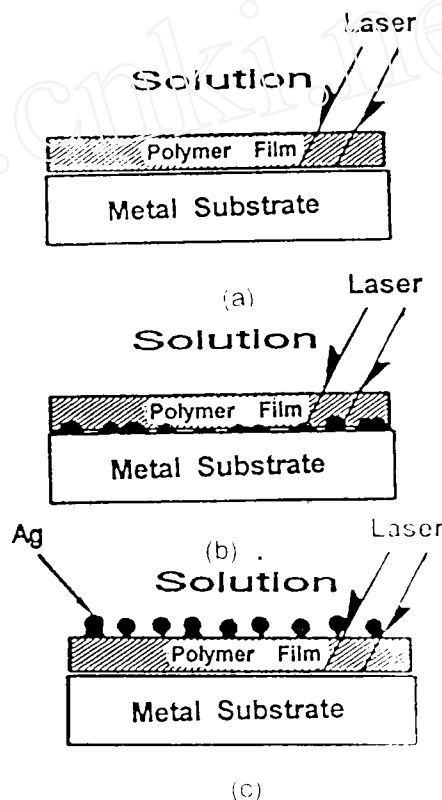 Laser
Solution
Polymer Film
Metal Substrate
(a)
Laser
Solution
Polymer Film
Metal Substrate
Ag
(b)
Laser
Solution
Polymer Film
Metal Substrate
(c)